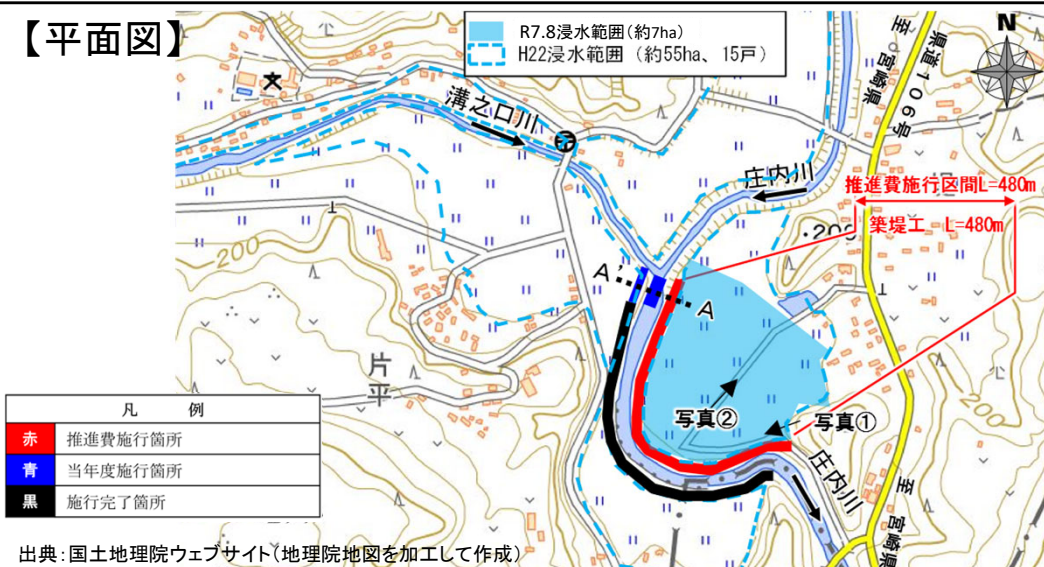 【平面図】
R7.8浸水範囲(約7ha)
H22浸水範囲（約55ha、15戸）
N
至
宮崎県
県道106号
溝之口川
庄内川
推進費施行区間L=480m
築堤工 L=480m
200
A'
A
片平
写真②
写真①
庄内川
200
至
宮崎県
凡 例
赤 推進費施行箇所
青 当年度施行箇所
黒 施行完了箇所
出典:国土地理院ウェブサイト(地理院地図を加工して作成)